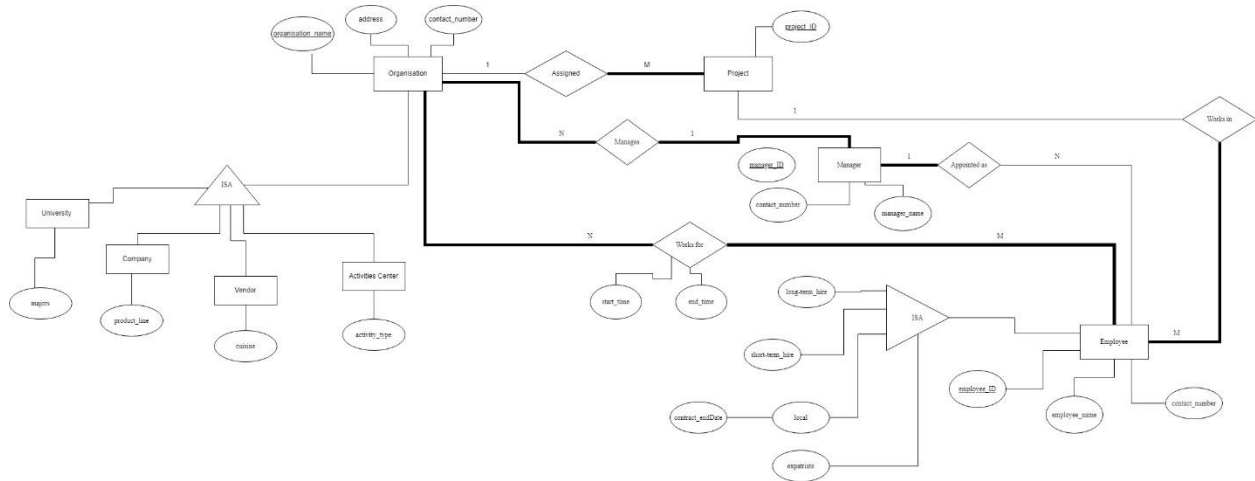 address
contact_number
organisation_name
project_ID
Organisation
1
Assigned
M
Project
1
Works in
N
Manages
1
manager_ID
Manager
1
Appointed as
N
ISA
contact_number
manager_name
University
N
Works for
M
Company
Vendor
Activities Center
majors
product_line
cuisine
activity_type
start_time
end_time
long-term_hire
ISA
short-term_hire
Employee
M
employee_ID
employee_name
contact_number
contract_endDate
local
expatriate